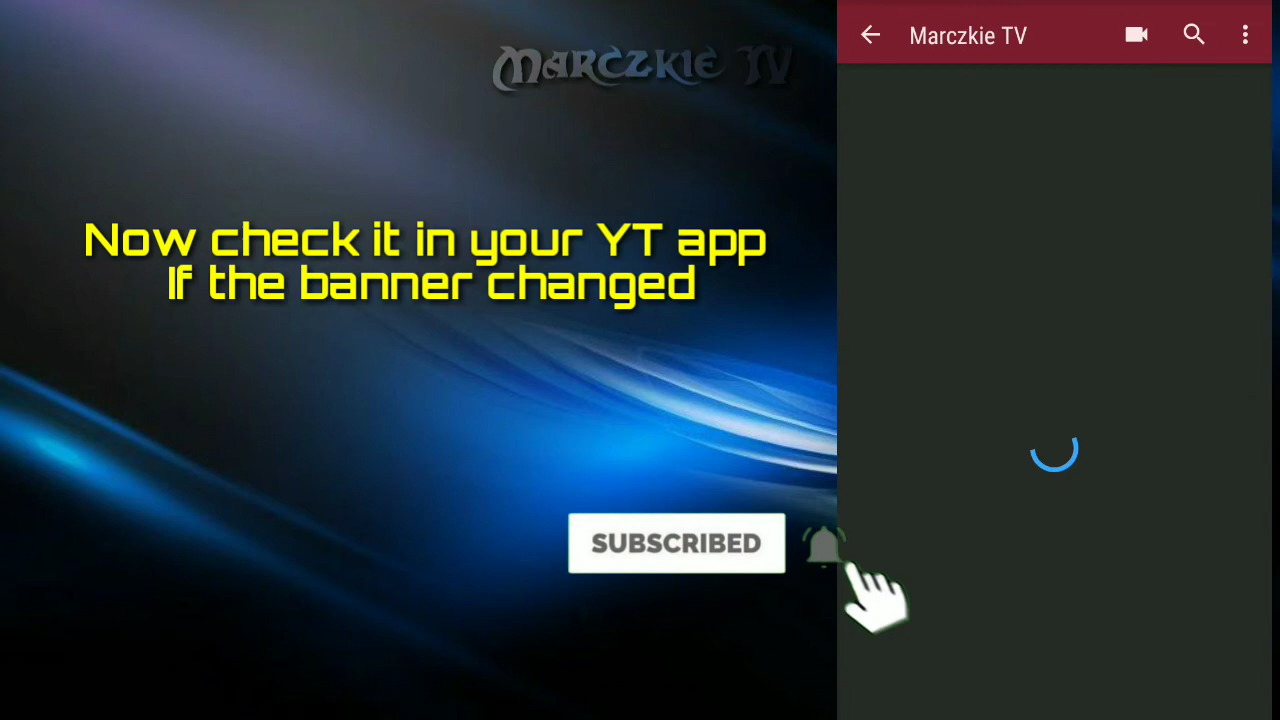 Marczkie TV
Marczkie TV
Now check it in your YT app
If the banner changed
SUBSCRIBED